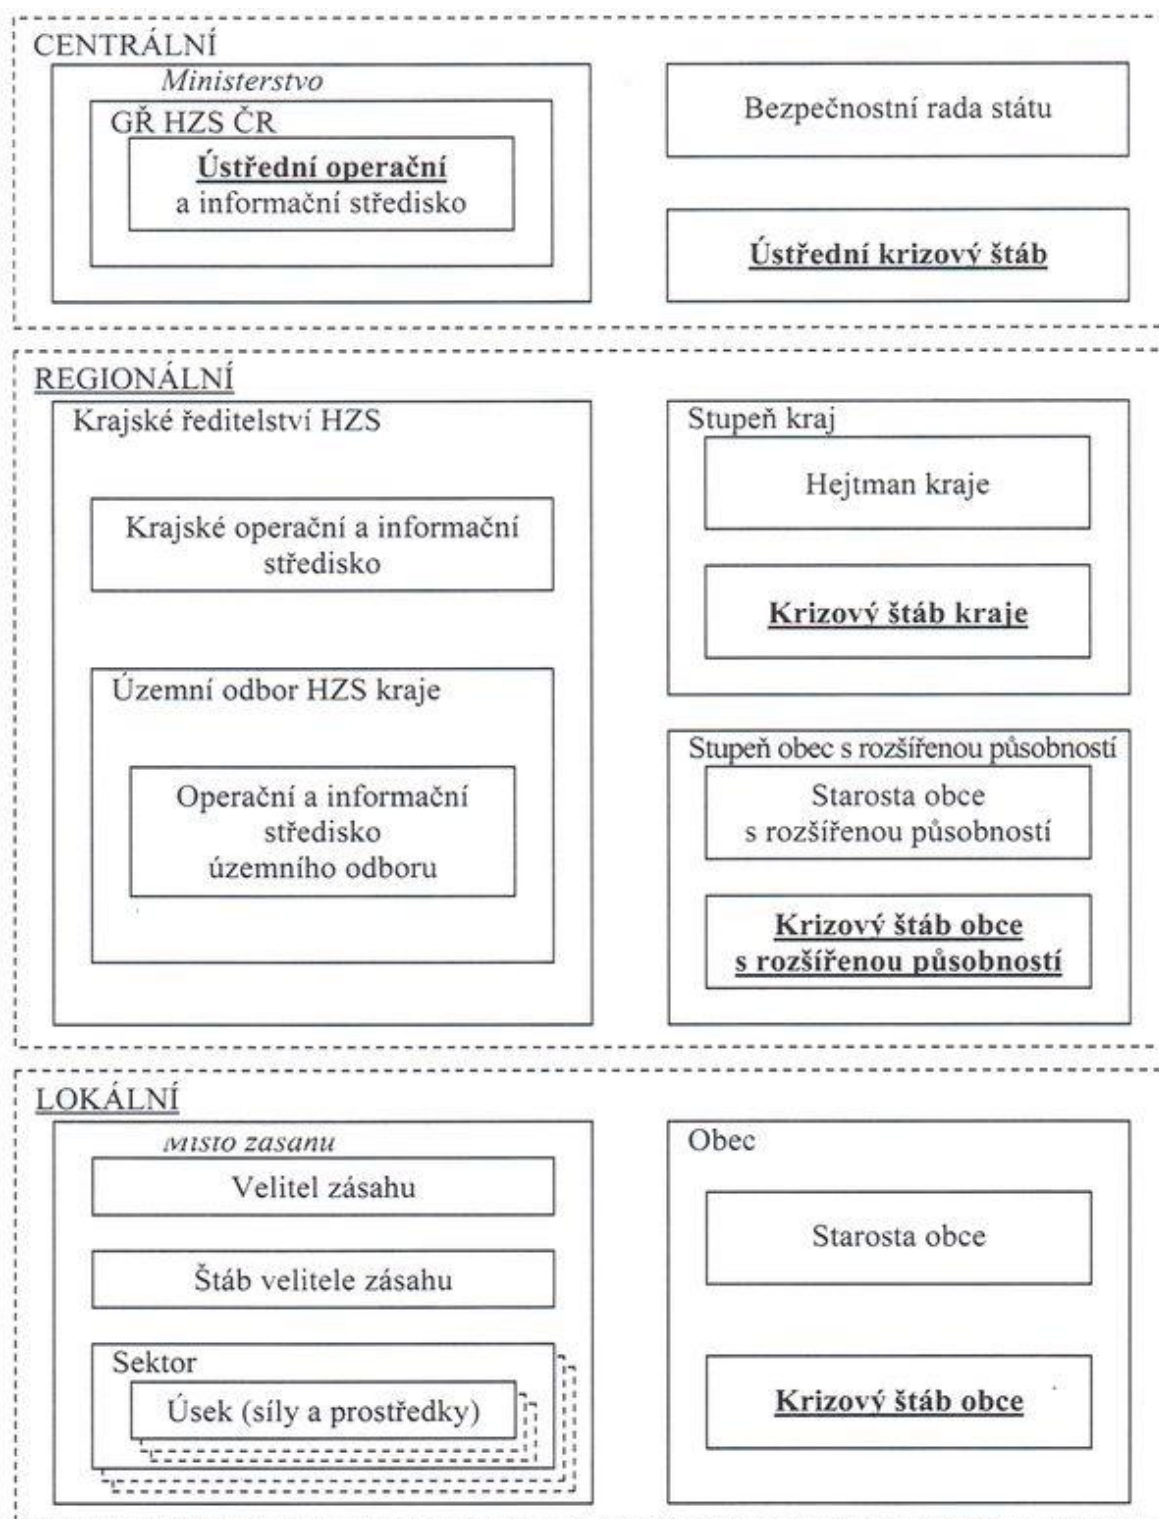 CENTRÁLNÍ
Ministerstvo
GŘ HZS ČR
Ústřední operační
a informační středisko
Bezpečnostní rada státu
Ústřední krizový štáb
REGIONÁLNÍ
Krajské ředitelství HZS
Krajské operační a informační
středisko
Územní odbor HZS kraje
Operační a informační
středisko
územního odboru
Stupeň kraj
Hejtman kraje
Krizový štáb kraje
Stupeň obec s rozšířenou působností
Starosta obce
s rozšířenou působností
Krizový štáb obce
s rozšířenou působností
LOKÁLNÍ
Místo zásahu
Velitel zásahu
Štáb velitele zásahu
Sektor
Úsek (síly a prostředky)
Obec
Starosta obce
Krizový štáb obce